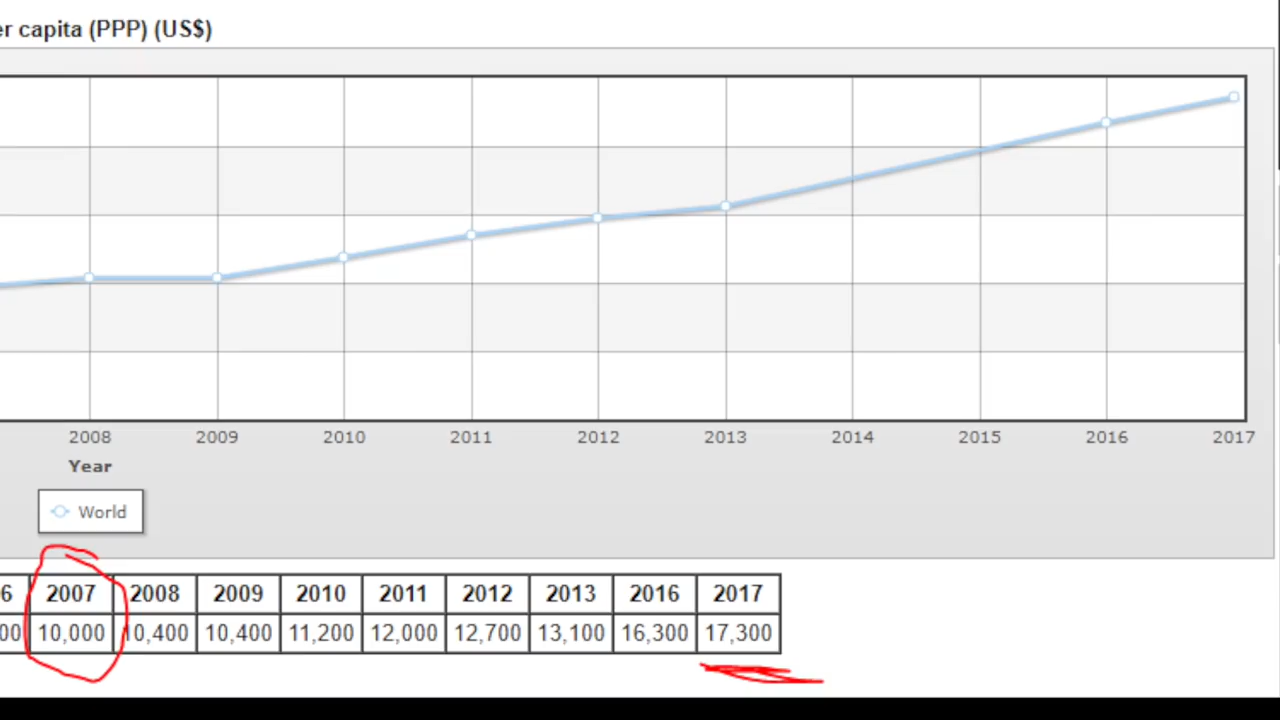 er capita (PPP) (US$)
2008 2009 2010 2011 2012 2013 2014 2015 2016 2017
Year
World
6 2007 2008 2009 2010 2011 2012 2013 2016 2017
00 10,000 10,400 10,400 11,200 12,000 12,700 13,100 16,300 17,300